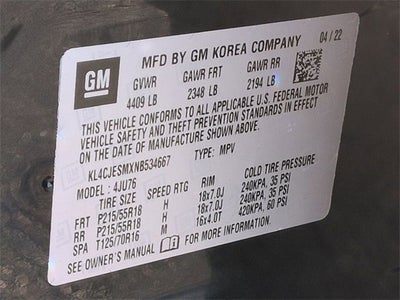 GM
MFD BY GM KOREA COMPANY 04 / 22
GVWR GAWR FRT GAWR RR
4409 LB 2348 LB 2194 LB
THIS VEHICLE CONFORMS TO ALL APPLICABLE U.S. FEDERAL MOTOR
VEHICLE SAFETY AND THEFT PREVENTION STANDARDS IN EFFECT
ON THE DATE OF MANUFACTURE SHOWN ABOVE.
KL4CJESMXNB534667 TYPE: MPV
MODEL: 4JU76
TIRE SIZE SPEED RTG RIM COLD TIRE PRESSURE
FRT P215/55R18 H 18x7.0J 240KPA, 35 PSI
RR P215/55R18 H 18x7.0J 240KPA, 35 PSI
SPA T125/70R16 M 16x4.0T 420KPA, 60 PSI
SEE OWNER'S MANUAL FOR MORE INFORMATION.